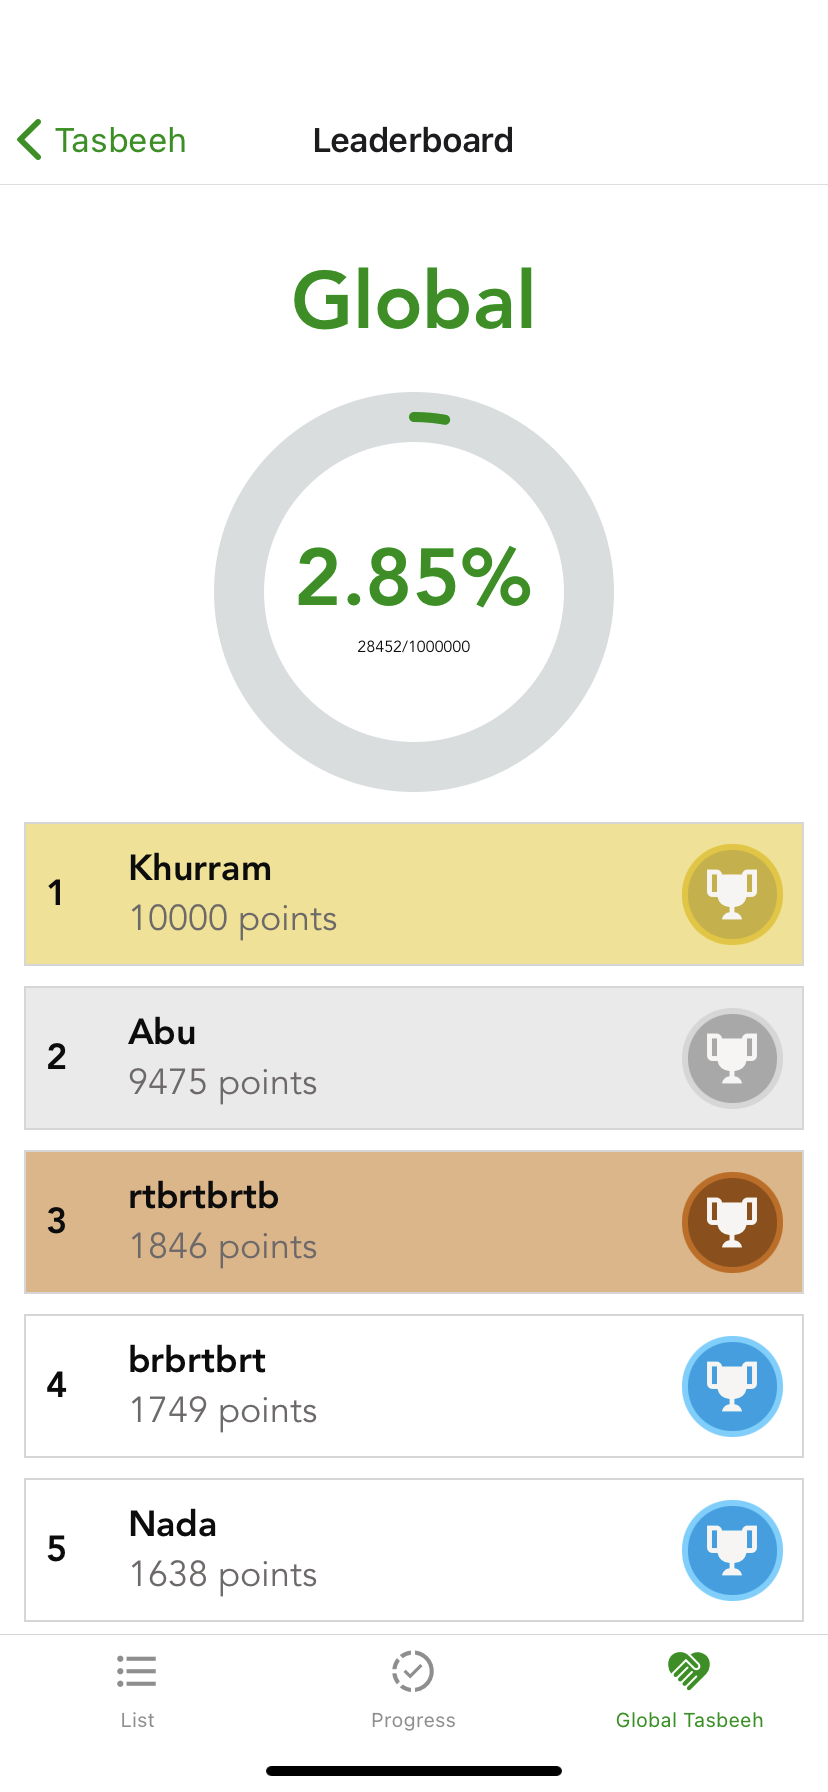 Tasbeeh
Leaderboard
Global
2.85%
28452/1000000
1
Khurram
10000 points
2
Abu
9475 points
3
rtbrtbrtb
1846 points
4
brbrtbrt
1749 points
5
Nada
1638 points
List
Progress
Global Tasbeeh